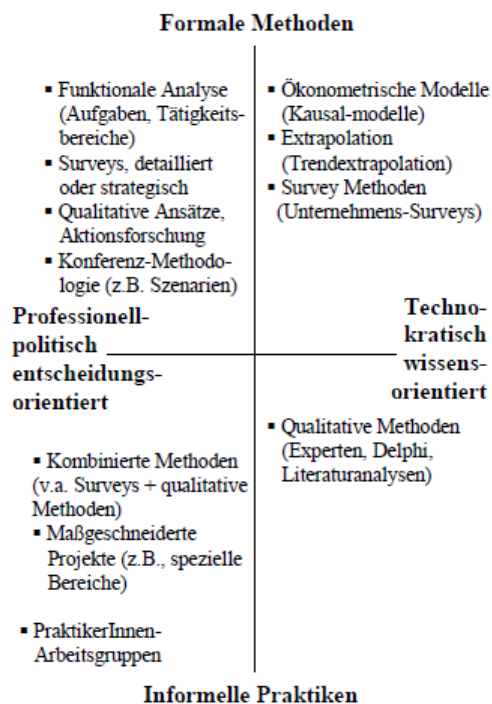 Formale Methoden
▪ Funktionale Analyse
(Aufgaben, Tätigkeits-
bereiche)
▪ Surveys, detailliert
oder strategisch
▪ Qualitative Ansätze,
Aktionsforschung
▪ Konferenz-Methodo-
logie (z.B. Szenarien)
▪ Ökonometrische Modelle
(Kausal-modelle)
▪ Extrapolation
(Trendextrapolation)
▪ Survey Methoden
(Unternehmens-Surveys)
Professionell-
politisch
entscheidungs-
orientiert
Techno-
kratisch
wissens-
orientiert
▪ Kombinierte Methoden
(v.a. Surveys + qualitative
Methoden)
▪ Maßgeschneiderte
Projekte (z.B., spezielle
Bereiche)
▪ PraktikerInnen-
Arbeitsgruppen
▪ Qualitative Methoden
(Experten, Delphi,
Literaturanalysen)
Informelle Praktiken